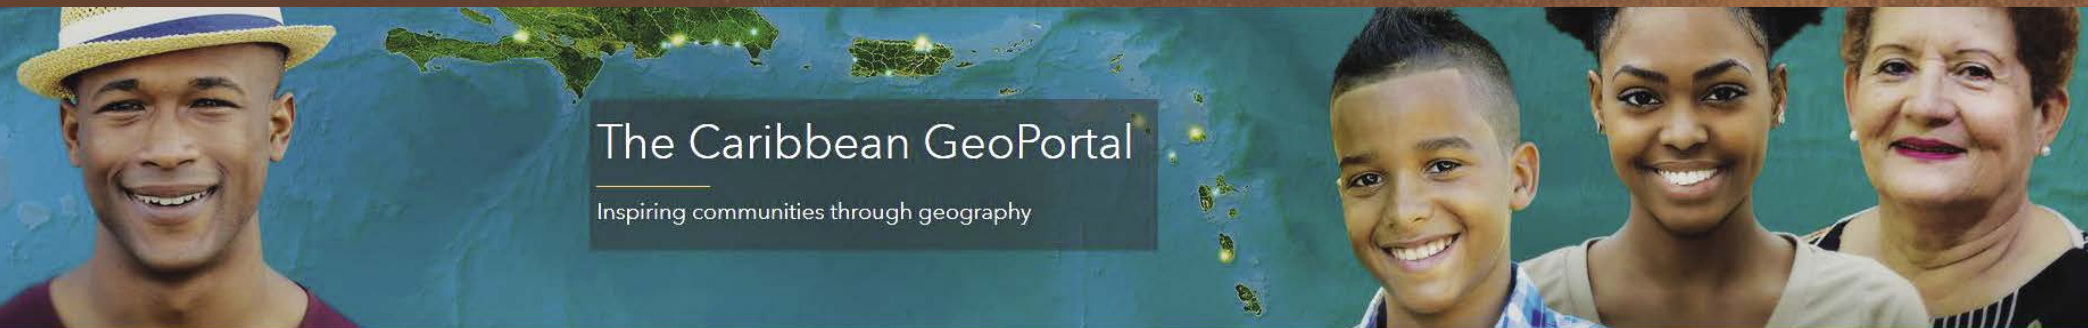 The Caribbean GeoPortal
Inspiring communities through geography